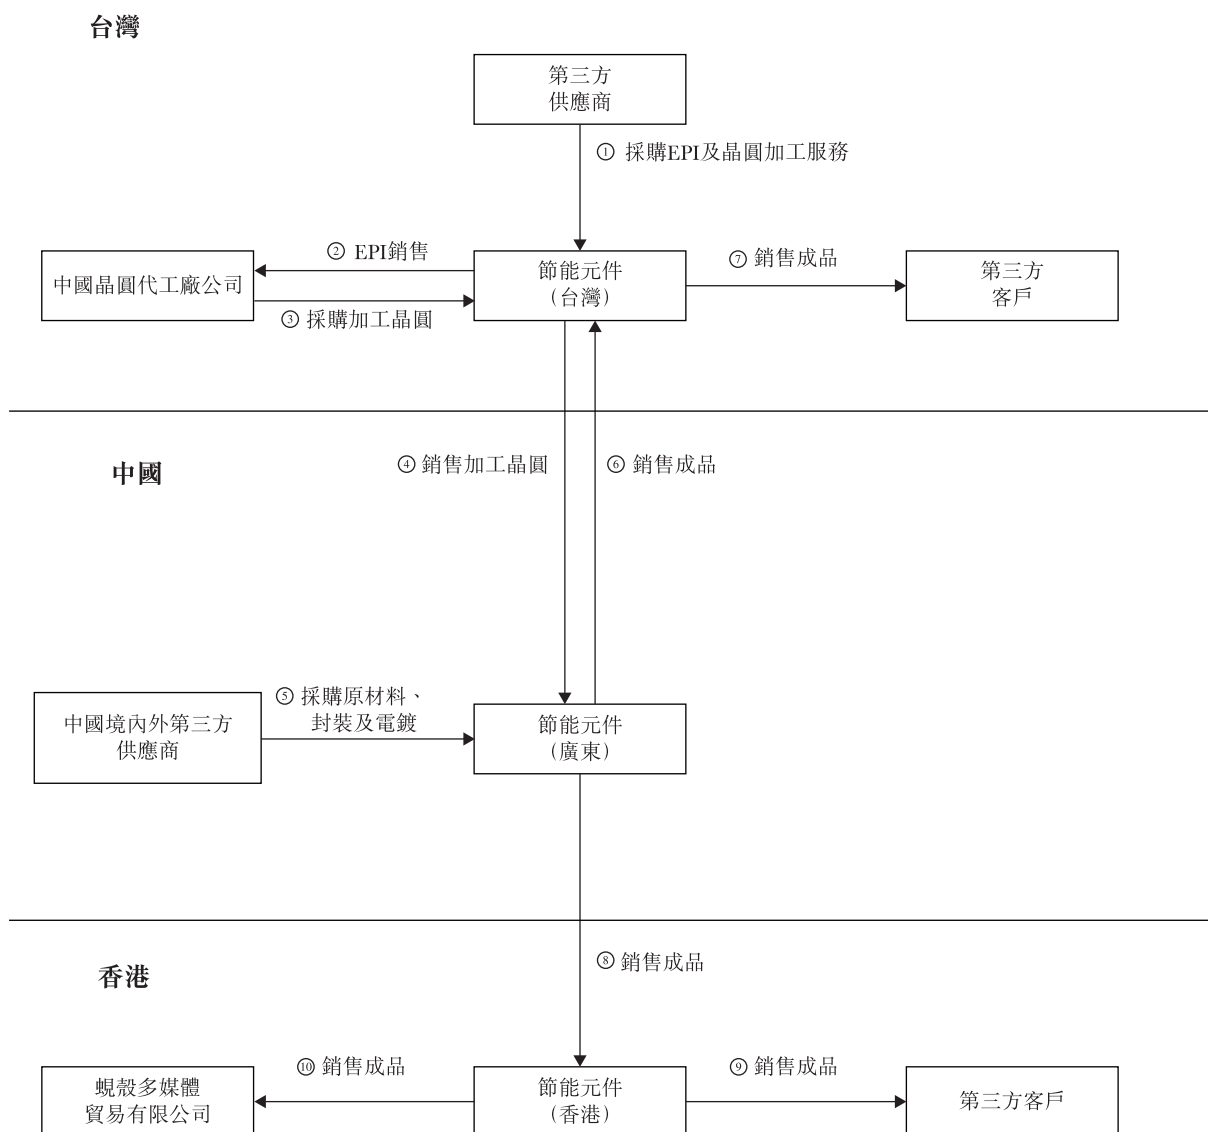 台灣
第三方
供應商
① 採購EPI及晶圓加工服務
② EPI銷售
中國晶圓代工廠公司
③ 採購加工晶圓
節能元件
(台灣)
⑦ 銷售成品
第三方
客戶
中國
④ 銷售加工晶圓
⑥ 銷售成品
⑤ 採購原材料、
封裝及電鍍
中國境內外第三方
供應商
節能元件
(廣東)
香港
⑧ 銷售成品
⑩ 銷售成品
蜆殼多媒體
貿易有限公司
節能元件
(香港)
⑨ 銷售成品
第三方客戶